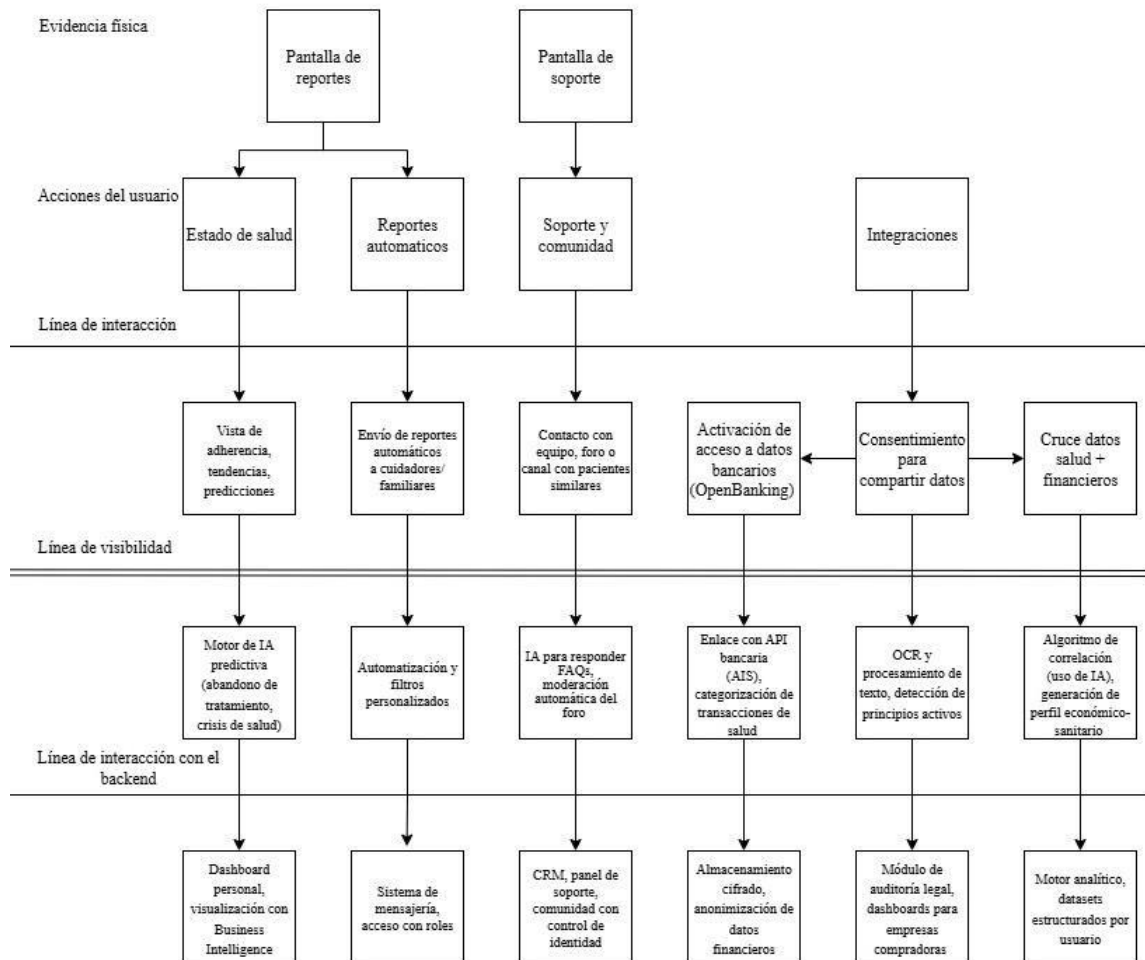 Evidencia física
Pantalla de
reportes
Pantalla de
soporte
Acciones del usuario
Estado de salud
Reportes
automaticos
Soporte y
comunidad
Integraciones
Línea de interacción
Vista de
adherencia,
tendencias,
predicciones
Envío de reportes
automáticos
a cuidadores/
familiares
Contacto con
equipo, foro o
canal con pacientes
similares
Activación de
acceso a datos
bancarios
(OpenBanking)
Consentimiento
para
compartir datos
Cruce datos
salud +
financieros
Línea de visibilidad
Motor de IA
predictiva
(abandono de
tratamiento,
crisis de salud)
Automatización y
filtros
personalizados
IA para responder
FAQs,
moderación
automática del
foro
Enlace con API
bancaria
(AIS),
categorización de
transacciones de
salud
OCR y
procesamiento de
texto, detección de
principios activos
Algoritmo de
correlación
(uso de IA),
generación de
perfil económico-
sanitario
Línea de interacción con el
backend
Dashboard
personal,
visualización con
Business
Intelligence
Sistema de
mensajería,
acceso con roles
CRM, panel de
soporte,
comunidad con
control de
identidad
Almacenamiento
cifrado,
anonimización de
datos
financieros
Módulo de
auditoría legal,
dashboards para
empresas
compradoras
Motor analítico,
datasets
estructurados por
usuario